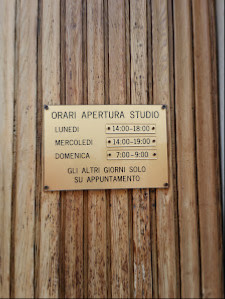 ORARI APERTURA STUDIO
LUNEDI 14:00-18:00
MERCOLEDI 14:00-19:00
DOMENICA 7:00-9:00
GLI ALTRI GIORNI SOLO
SU APPUNTAMENTO